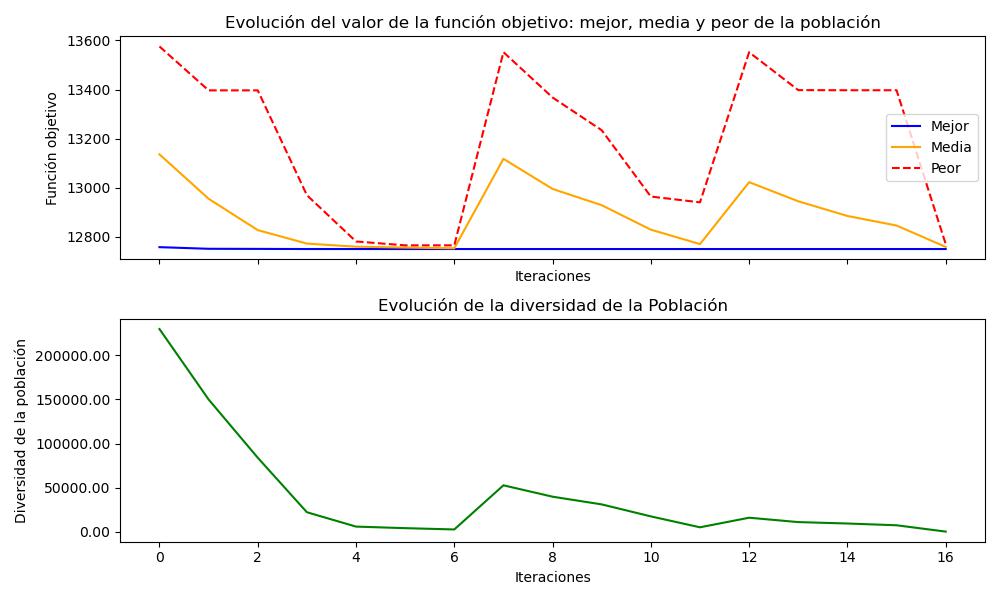 Evolución del valor de la función objetivo: mejor, media y peor de la población
13600
13400
13200
13000
12800
Función objetivo
Mejor
Media
Peor
Iteraciones
Evolución de la diversidad de la Población
200000.00
150000.00
100000.00
50000.00
0.00
Diversidad de la población
0 2 4 6 8 10 12 14 16
Iteraciones